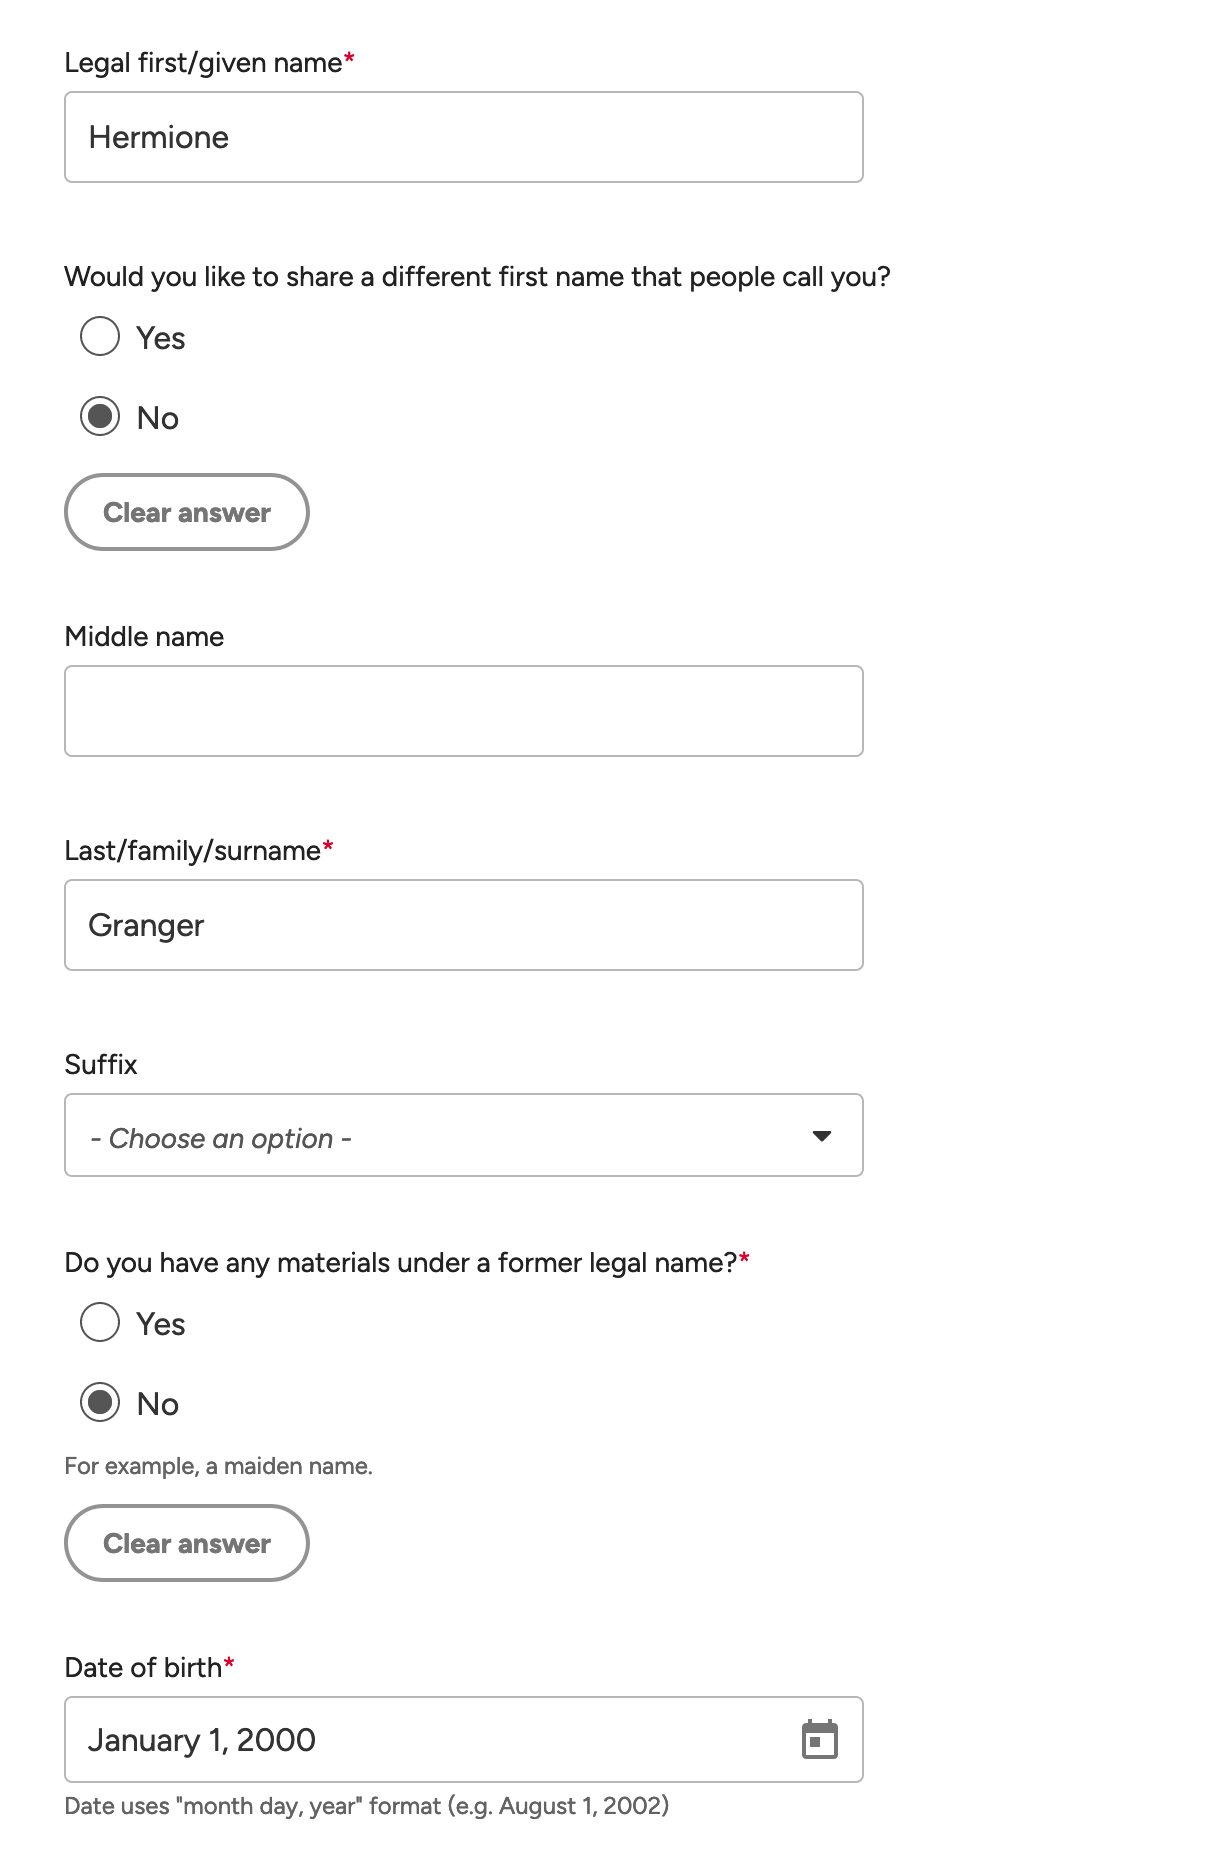 Legal first/given name*
Hermione
Would you like to share a different first name that people call you?
Yes
No
Clear answer
Middle name
Last/family/surname*
Granger
Suffix
- Choose an option -
Do you have any materials under a former legal name?*
Yes
No
For example, a maiden name.
Clear answer
Date of birth*
January 1, 2000
Date uses "month day, year" format (e.g. August 1, 2002)